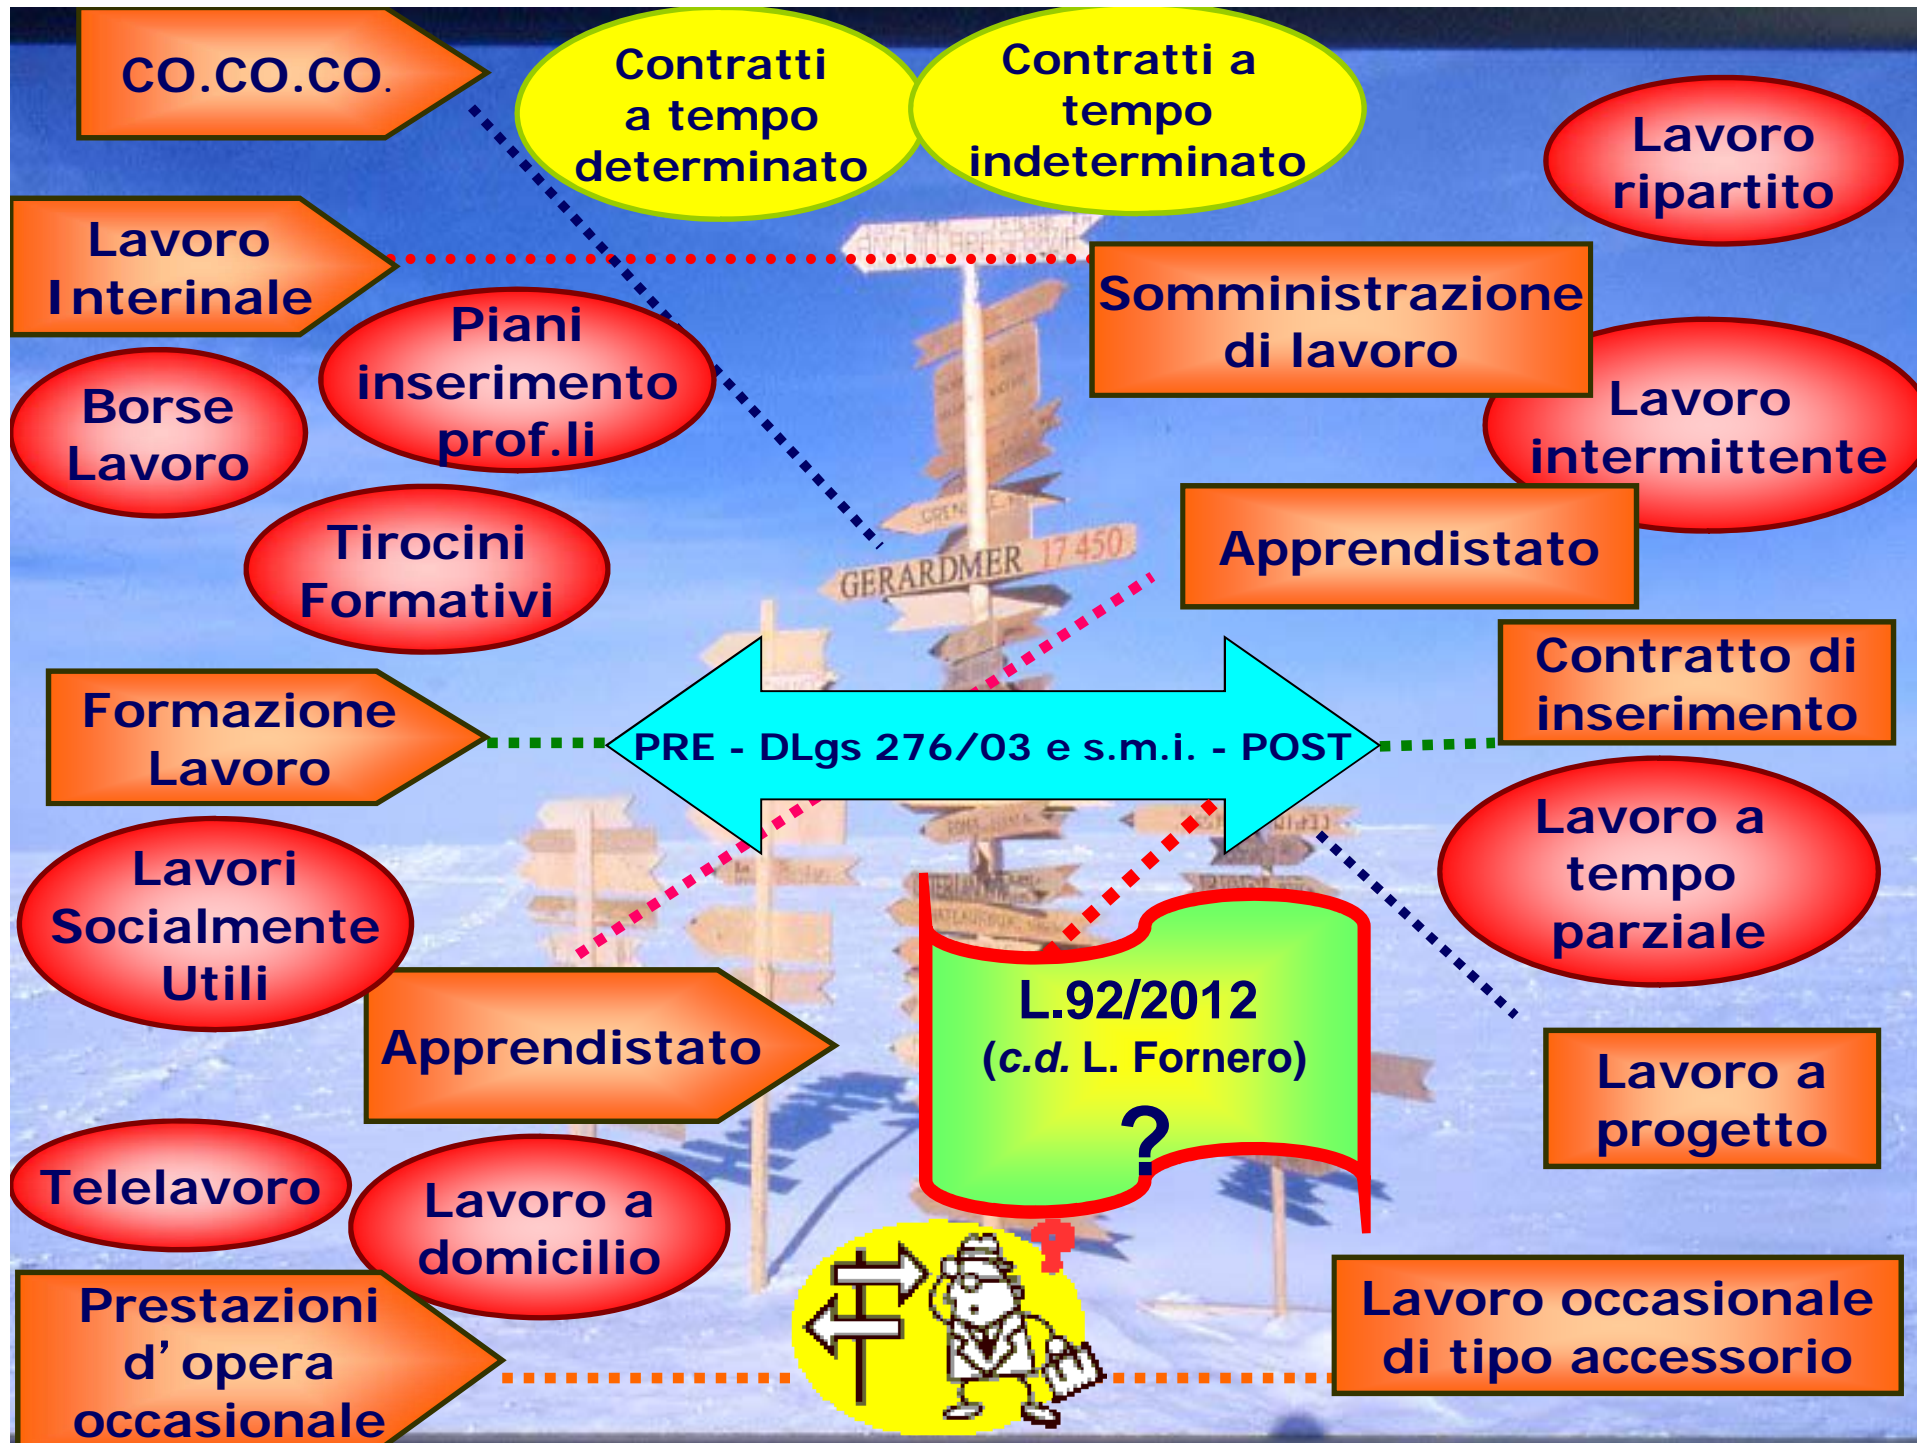 CO.CO.CO.
Contratti
a tempo
determinato
Contratti a
tempo
indeterminato
Lavoro
ripartito
Lavoro
Interinale
Somministrazione
di lavoro
Piani
inserimento
prof.li
Borse
Lavoro
Lavoro
intermittente
Tirocini
Formativi
GERARDMER 17 450
Apprendistato
Contratto di
inserimento
Formazione
Lavoro
PRE - DLgs 276/03 e s.m.i. - POST
Lavoro a
tempo
parziale
Lavori
Socialmente
Utili
Apprendistato
L.92/2012
(c.d. L. Fornero)
?
Lavoro a
progetto
Telelavoro
Lavoro a
domicilio
?
Prestazioni
d' opera
occasionale
Lavoro occasionale
di tipo accessorio